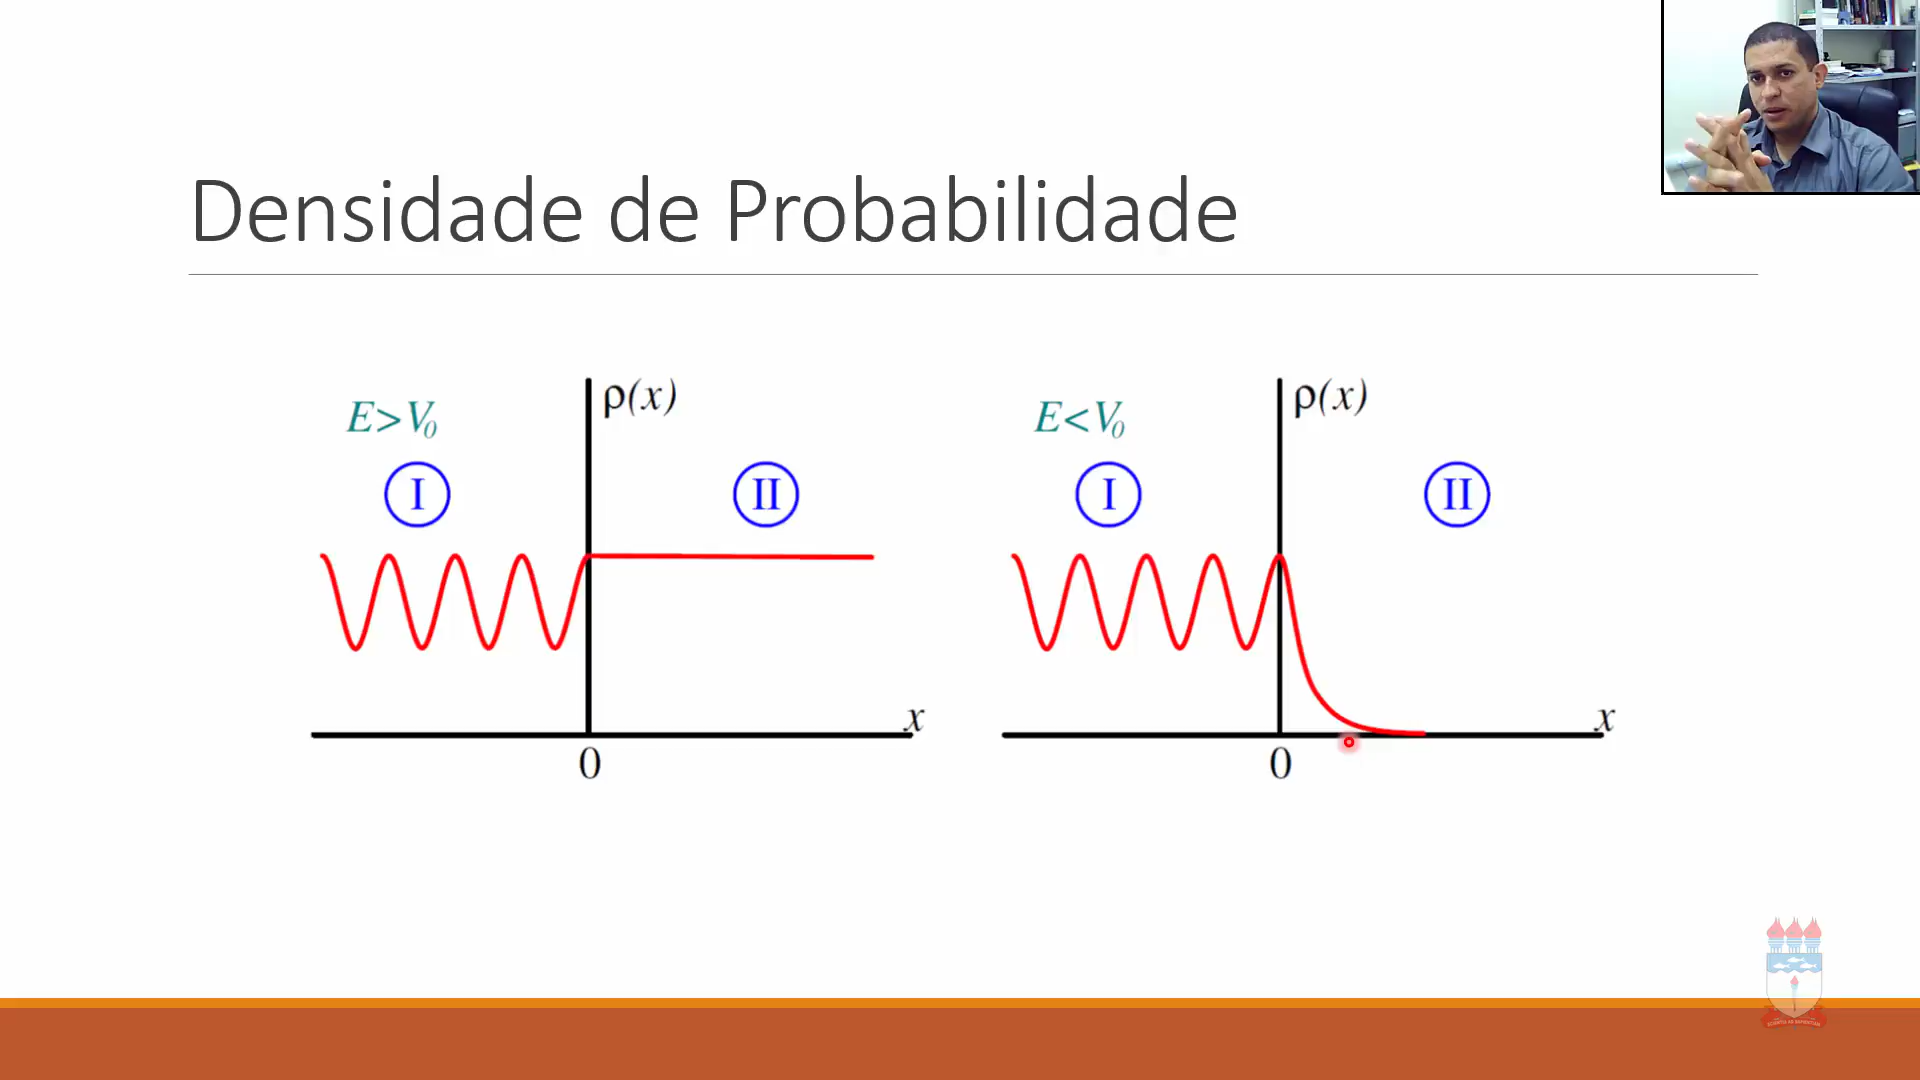 Densidade de Probabilidade
E>V₀
ρ(x)
I
II
x
0
E<V₀
ρ(x)
I
II
x
0